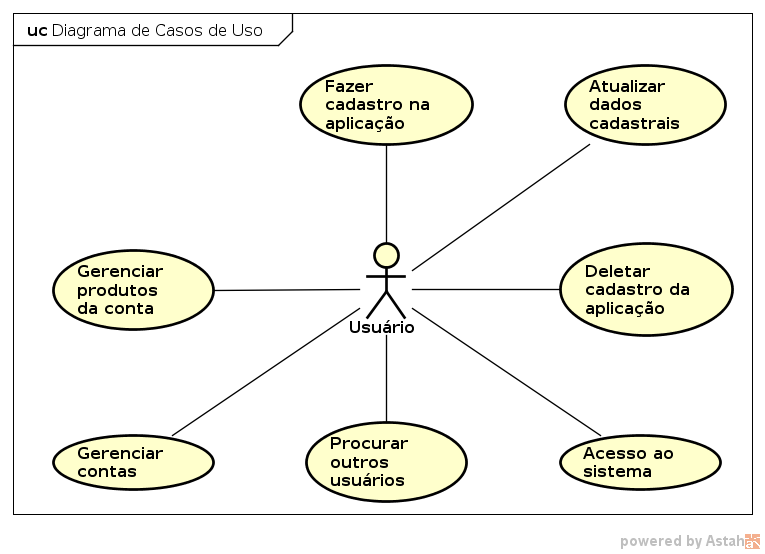 uc Diagrama de Casos de Uso
Fazer
cadastro na
aplicação
Atualizar
dados
cadastrais
Gerenciar
produtos
da conta
Usuário
Deletar
cadastro da
aplicação
Gerenciar
contas
Procurar
outros
usuários
Acesso ao
sistema
powered by Astah